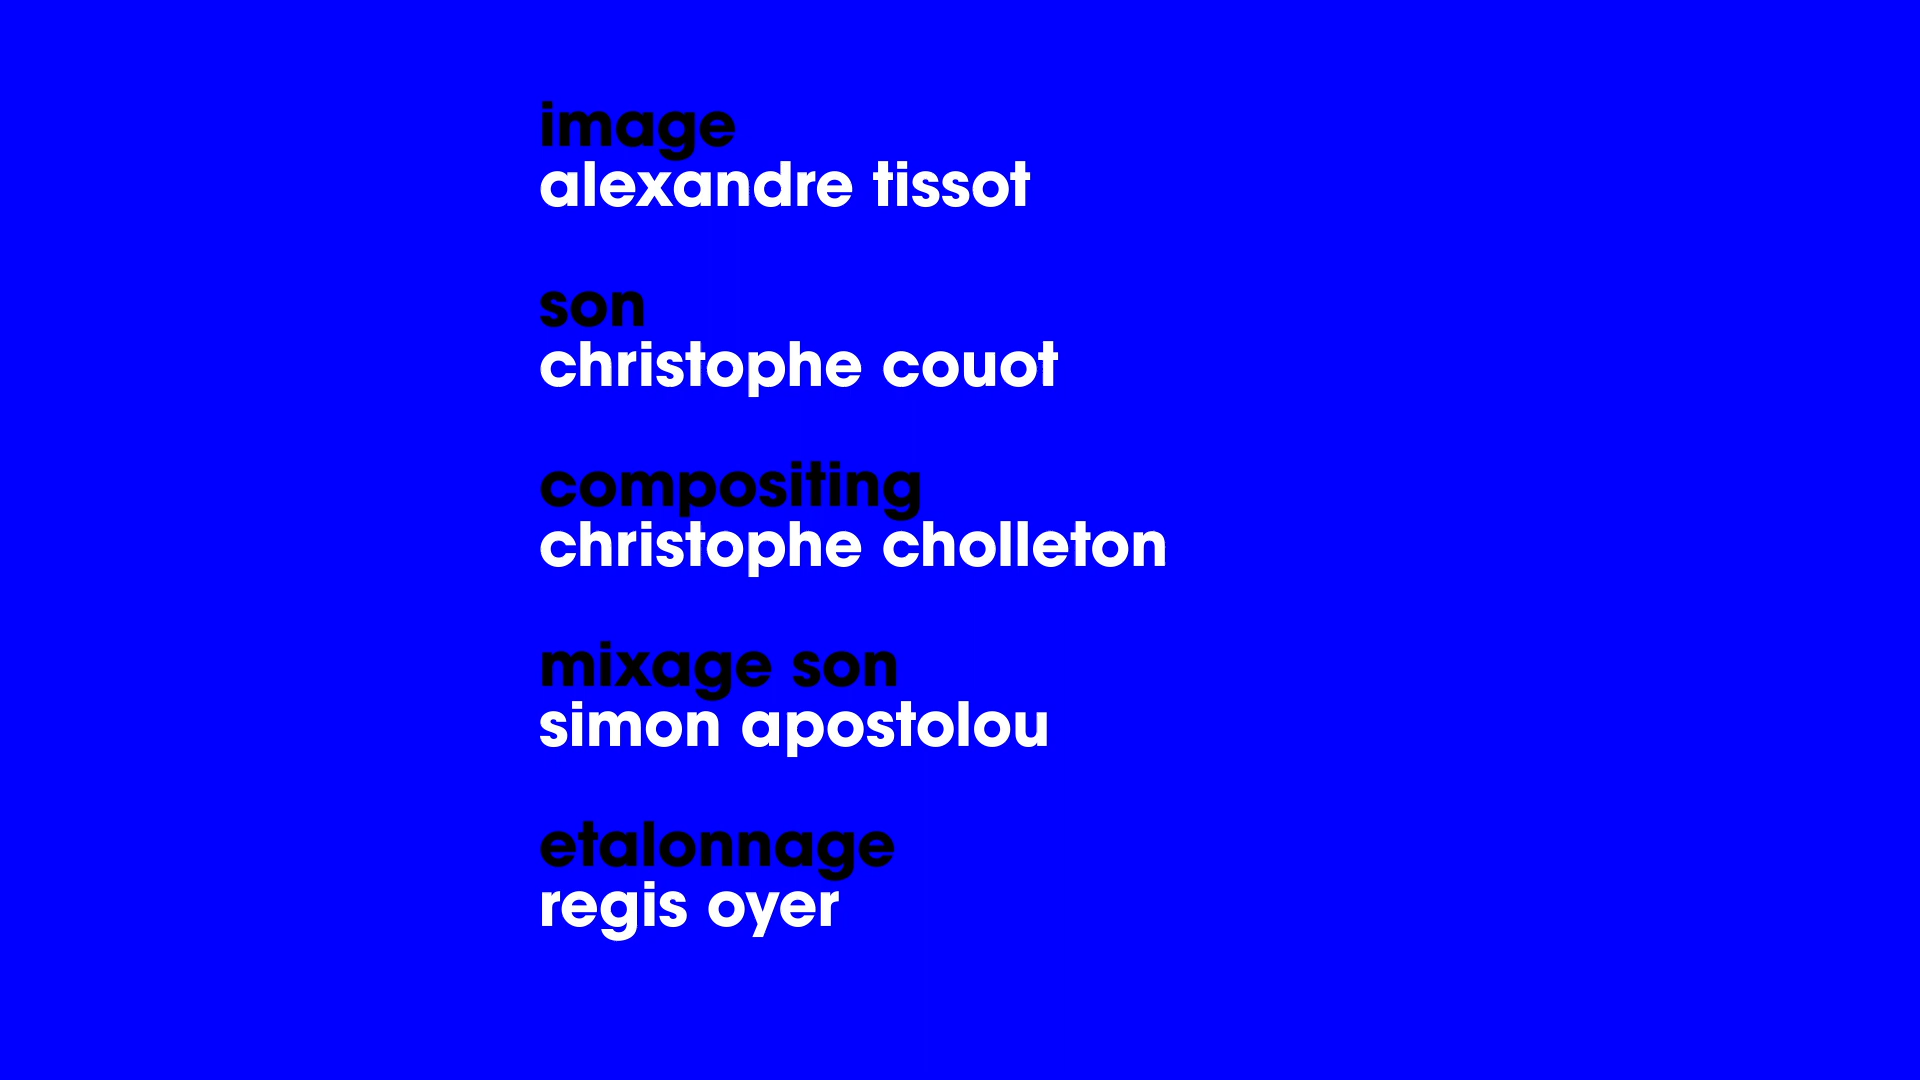 image
alexandre tissot
son
christophe couot
compositing
christophe cholleton
mixage son
simon apostolou
etalonnage
regis oyer